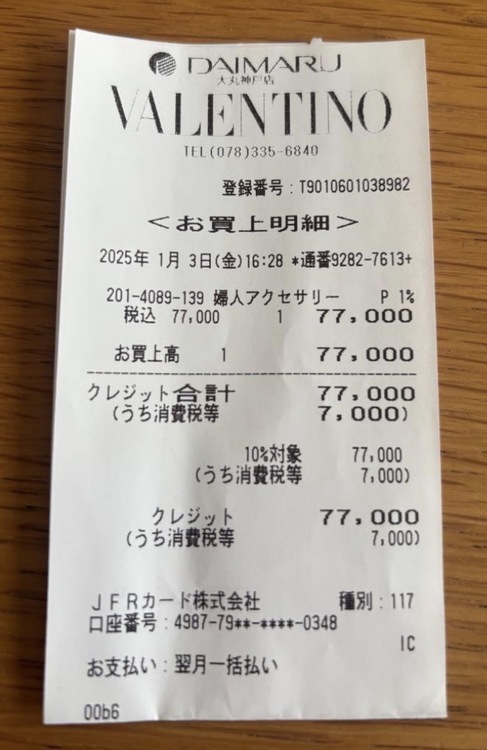 DAIMARU
大丸神戸店
VALENTINO
TEL(078)335-6840
登録番号:T9010601038982
<お買上明細>
2025年 1月 3日(金)16:28 *通番9282-7613+
201-4089-139 婦人アクセサリー P 1%
税込 77,000 1 77,000
お買上高 1 77,000
クレジット合計 77,000
(うち消費税等 7,000)
10%対象 77,000
(うち消費税等 7,000)
クレジット 77,000
(うち消費税等 7,000)
JFRカード株式会社 種別:117
口座番号:4987-79**-****-0348
IC
お支払い:翌月一括払い
00b6